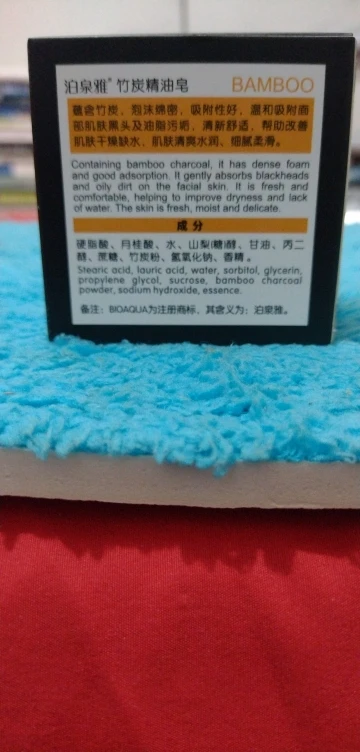 泊泉雅® 竹炭精油皂 BAMBOO
蕴含竹炭，泡沫绵密，吸附性好，温和吸附面
部肌肤黑头及油脂污垢，清新舒适，帮助改善
肌肤干燥缺水，肌肤清爽水润、细腻柔滑。
Containing bamboo charcoal, it has dense foam
and good adsorption. It gently absorbs blackheads
and oily dirt on the facial skin. It is fresh and
comfortable, helping to improve dryness and lack
of water. The skin is fresh, moist and delicate.
成分
硬脂酸、月桂酸、水、山梨(糖)醇、甘油、丙二
醇、蔗糖、竹炭粉、氢氧化钠、香精。
Stearic acid, lauric acid, water, sorbitol, glycerin,
propylene glycol, sucrose, bamboo charcoal
powder, sodium hydroxide, essence.
备注：BIOAQUA为注册商标，其含义为：泊泉雅。